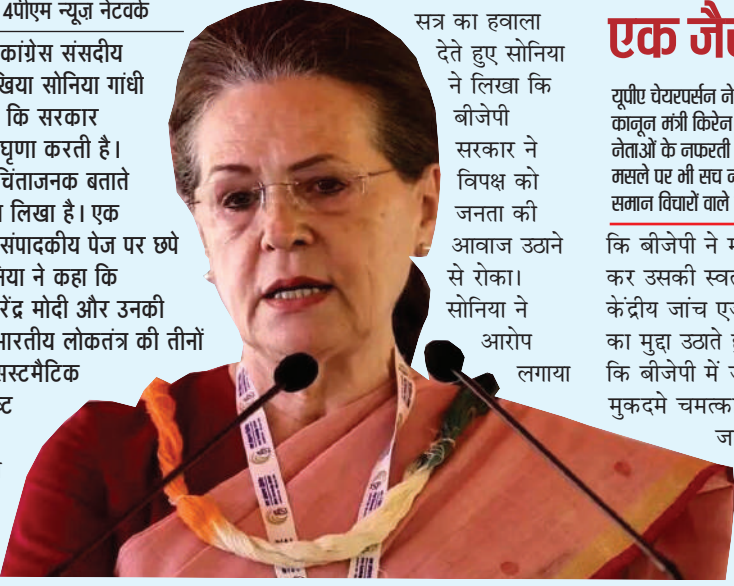 4पीएम न्यूज़ नेटवर्क
कांग्रेस संसदीय
खिया सोनिया गांधी
कि सरकार
घृणा करती है।
चिंताजनक बताते
लिखा है। एक
संपादकीय पेज पर छपे
निया ने कहा कि
रेंद्र मोदी और उनकी
भारतीय लोकतंत्र की तीनों
सस्टमैटिक
सत्र का हवाला
देते हुए सोनिया
ने लिखा कि
बीजेपी
सरकार ने
विपक्ष को
जनता की
आवाज उठाने
से रोका।
सोनिया ने
आरोप
लगाया
एक
यूपीए चेयरपर्सन ने
कानून मंत्री किरेन
नेताओं के नफरती
मसले पर भी सच
समान विचारों वाले
कि बीजेपी ने
कर उसकी
केंद्रीय जांच
का मुद्दा उठाते
कि बीजेपी में
मुकदमे